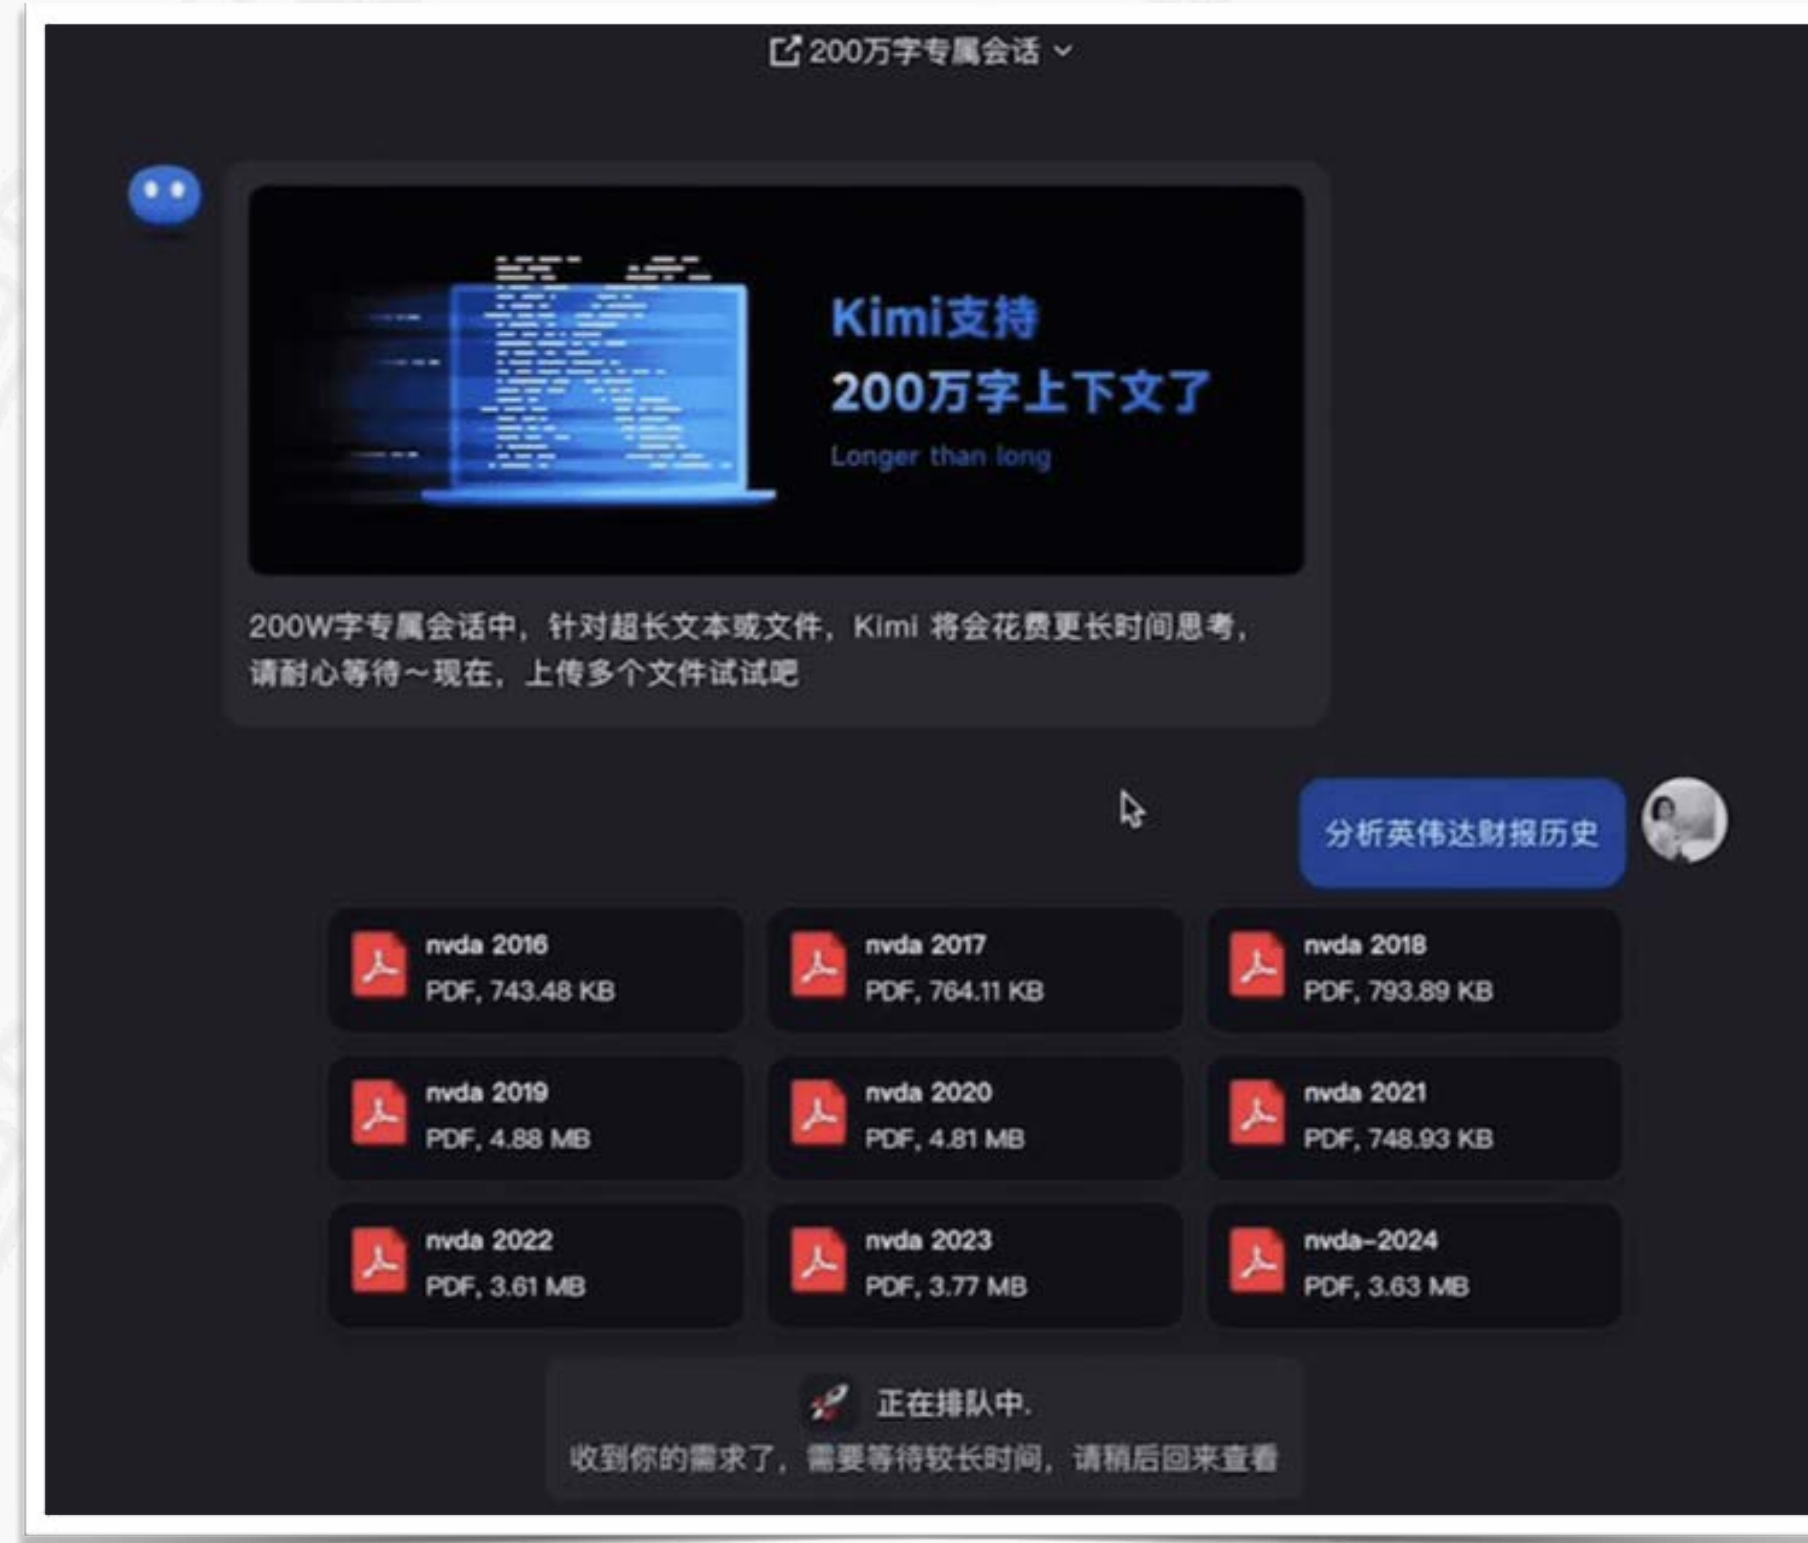 200万字专属会话
Kimi支持
200万字上下文了
Longer than long
200W字专属会话中，针对超长文本或文件，Kimi 将会花费更长时间思考，
请耐心等待～现在，上传多个文件试试吧
分析英伟达财报历史
nvda 2016
PDF, 743.48 KB
nvda 2017
PDF, 764.11 KB
nvda 2018
PDF, 793.89 KB
nvda 2019
PDF, 4.88 MB
nvda 2020
PDF, 4.81 MB
nvda 2021
PDF, 748.93 KB
nvda 2022
PDF, 3.61 MB
nvda 2023
PDF, 3.77 MB
nvda-2024
PDF, 3.63 MB
正在排队中.
收到你的需求了，需要等待较长时间，请稍后回来查看